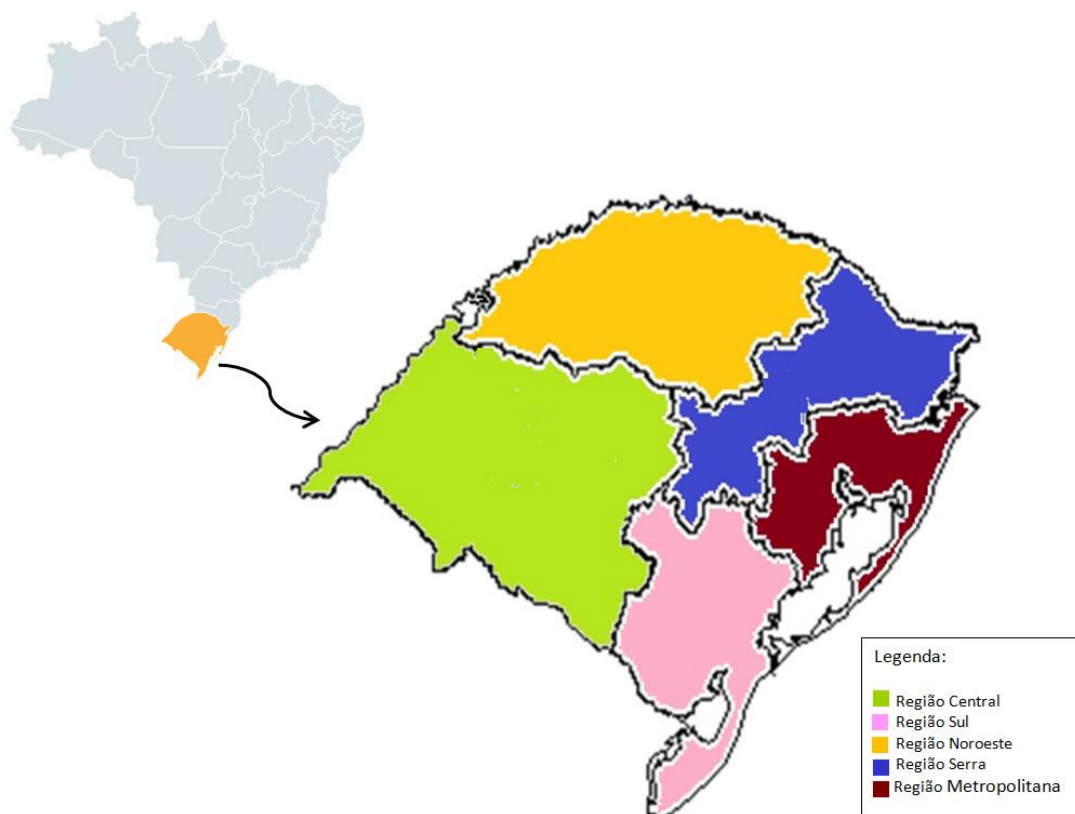 Legenda:
Região Central
Região Sul
Região Noroeste
Região Serra
Região Metropolitana